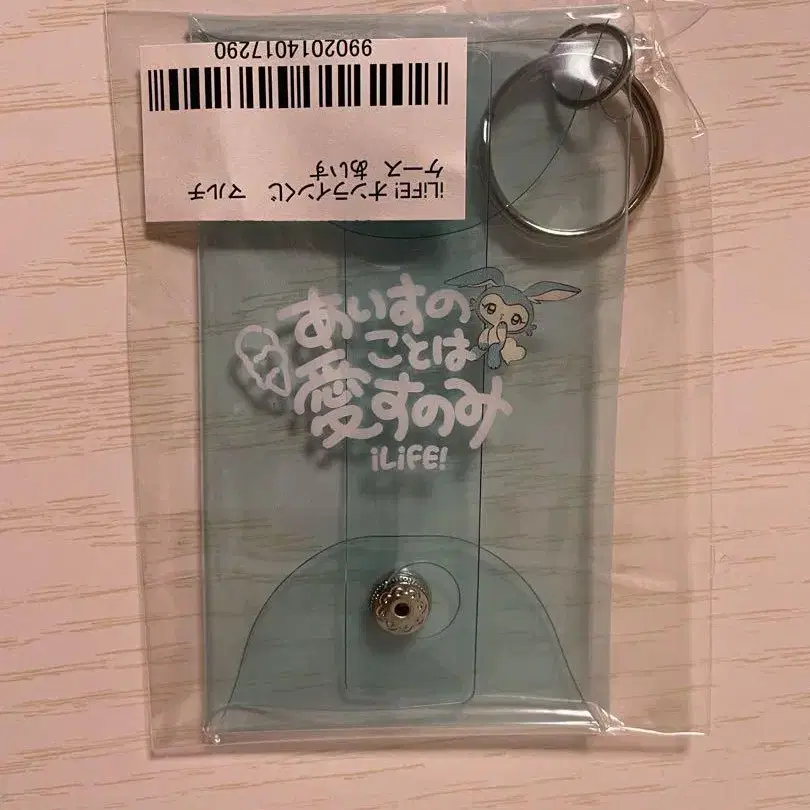 9902014017290
iLiFE! オンラインくじ マルチ
ケース あいす
あいすの
ことは
愛すのみ
iLiFE!